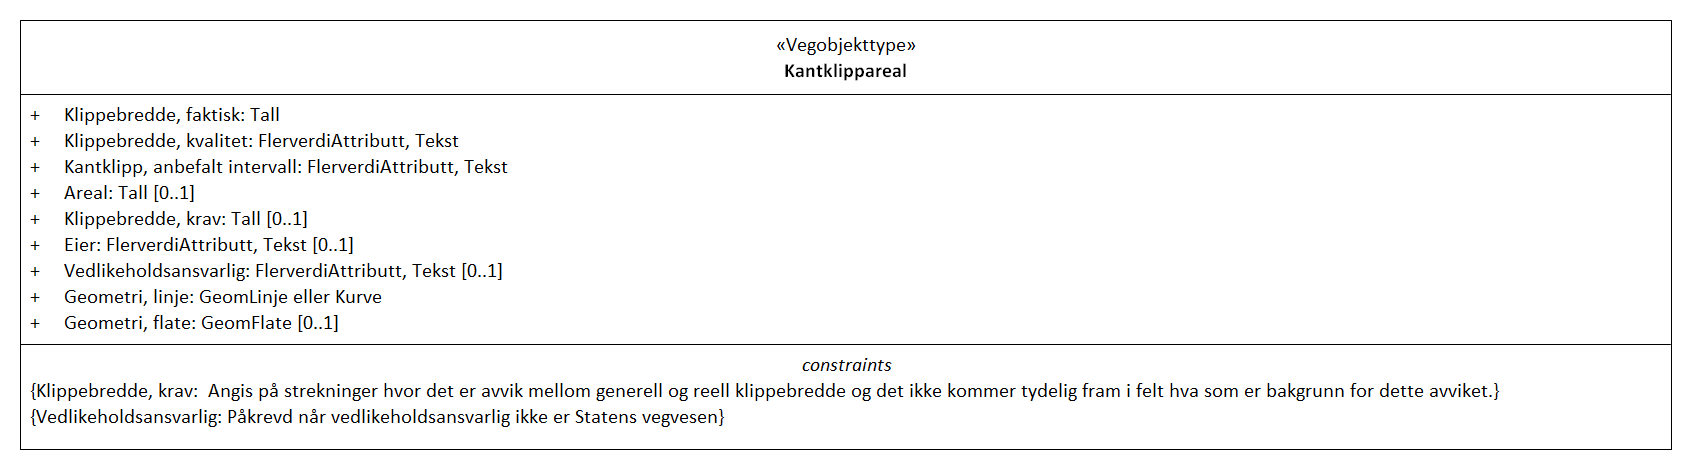 «Vegobjekttype»
Kantklippareal
+ Klippebredde, faktisk: Tall
+ Klippebredde, kvalitet: FlerverdiAttributt, Tekst
+ Kantklipp, anbefalt intervall: FlerverdiAttributt, Tekst
+ Areal: Tall [0..1]
+ Klippebredde, krav: Tall [0..1]
+ Eier: FlerverdiAttributt, Tekst [0..1]
+ Vedlikeholdsansvarlig: FlerverdiAttributt, Tekst [0..1]
+ Geometri, linje: GeomLinje eller Kurve
+ Geometri, flate: GeomFlate [0..1]
constraints
{Klippebredde, krav:  Angis på strekninger hvor det er avvik mellom generell og reell klippebredde og det ikke kommer tydelig fram i felt hva som er bakgrunn for dette avviket.}
{Vedlikeholdsansvarlig: Påkrevd når vedlikeholdsansvarlig ikke er Statens vegvesen}